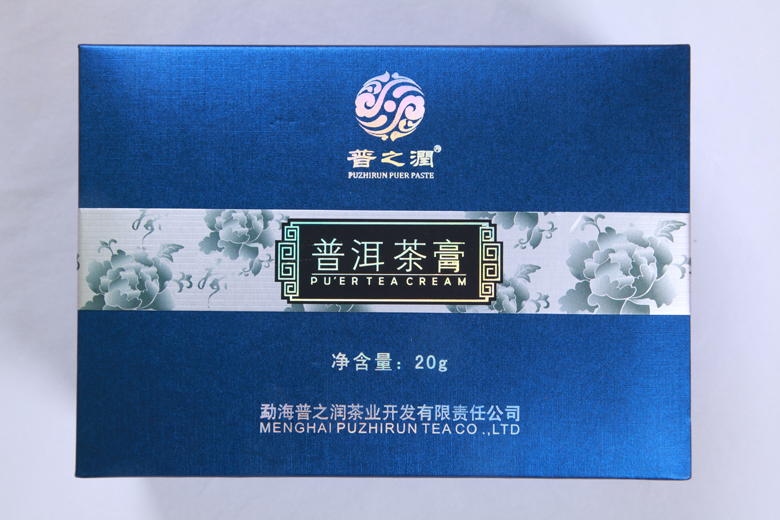 普之潤®
PUZHIRUN PUER PASTE
普洱茶膏
PU'ER TEA CREAM
净含量：20g
勐海普之润茶业开发有限责任公司
MENGHAI PUZHIRUN TEA CO .,LTD